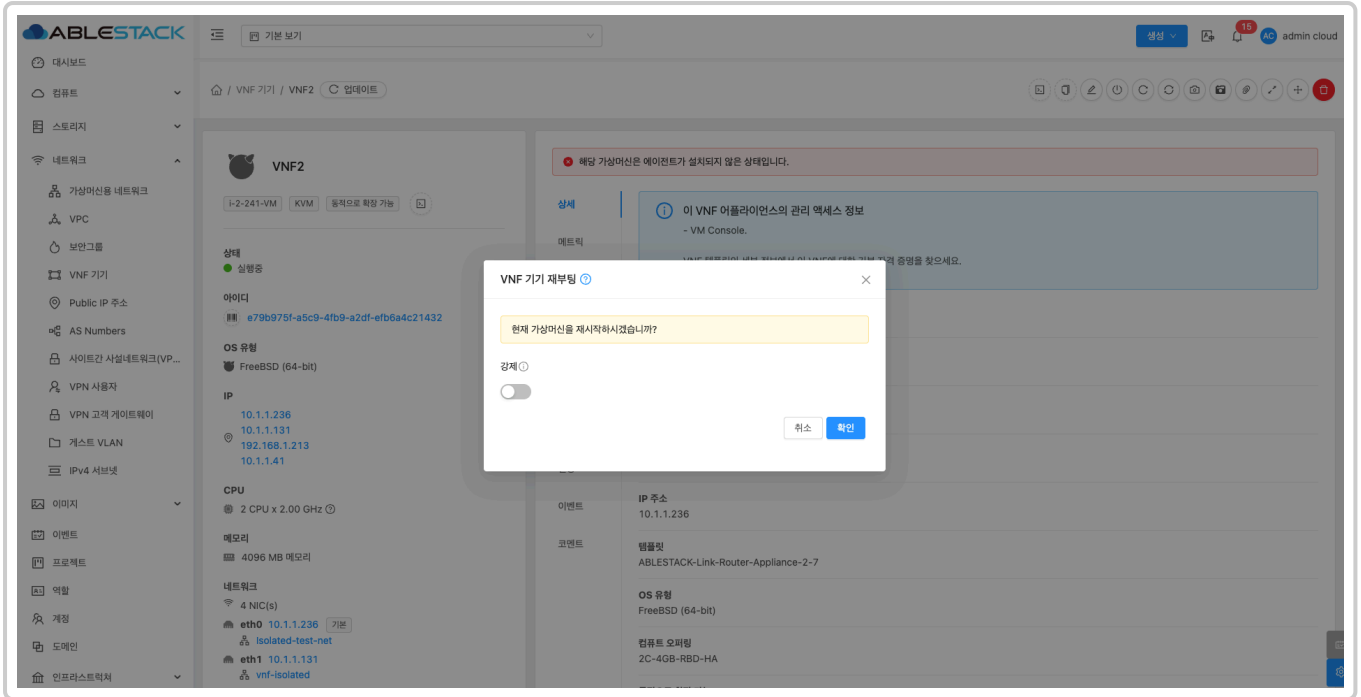 ABLESTACK
기본 보기
생성
15
AC
admin cloud
대시보드
컴퓨트
스토리지
네트워크
가상머신용 네트워크
VPC
보안그룹
VNF 기기
Public IP 주소
AS Numbers
사이트간 사설네트워크(VP...
VPN 사용자
VPN 고객 게이트웨이
게스트 VLAN
IPv4 서브넷
이미지
이벤트
프로젝트
역할
계정
도메인
인프라스트럭쳐
/ VNF 기기 / VNF2
업데이트
VNF2
i-2-241-VM
KVM
동적으로 확장 가능
상태
실행중
아이디
e79b975f-a5c9-4fb9-a2df-efb6a4c21432
OS 유형
FreeBSD (64-bit)
IP
10.1.1.236
10.1.1.131
192.168.1.213
10.1.1.41
CPU
2 CPU x 2.00 GHz
메모리
4096 MB 메모리
네트워크
4 NIC(s)
eth0 10.1.1.236 기본
Isolated-test-net
eth1 10.1.1.131
vnf-isolated
해당 가상머신은 에이전트가 설치되지 않은 상태입니다.
상세
메트릭
이벤트
코멘트
이 VNF 어플라이언스의 관리 액세스 정보
- VM Console.
VNF 기기 재부팅
현재 가상머신을 재시작하시겠습니까?
강제
취소
확인
IP 주소
10.1.1.236
템플릿
ABLESTACK-Link-Router-Appliance-2-7
OS 유형
FreeBSD (64-bit)
컴퓨트 오퍼링
2C-4GB-RBD-HA